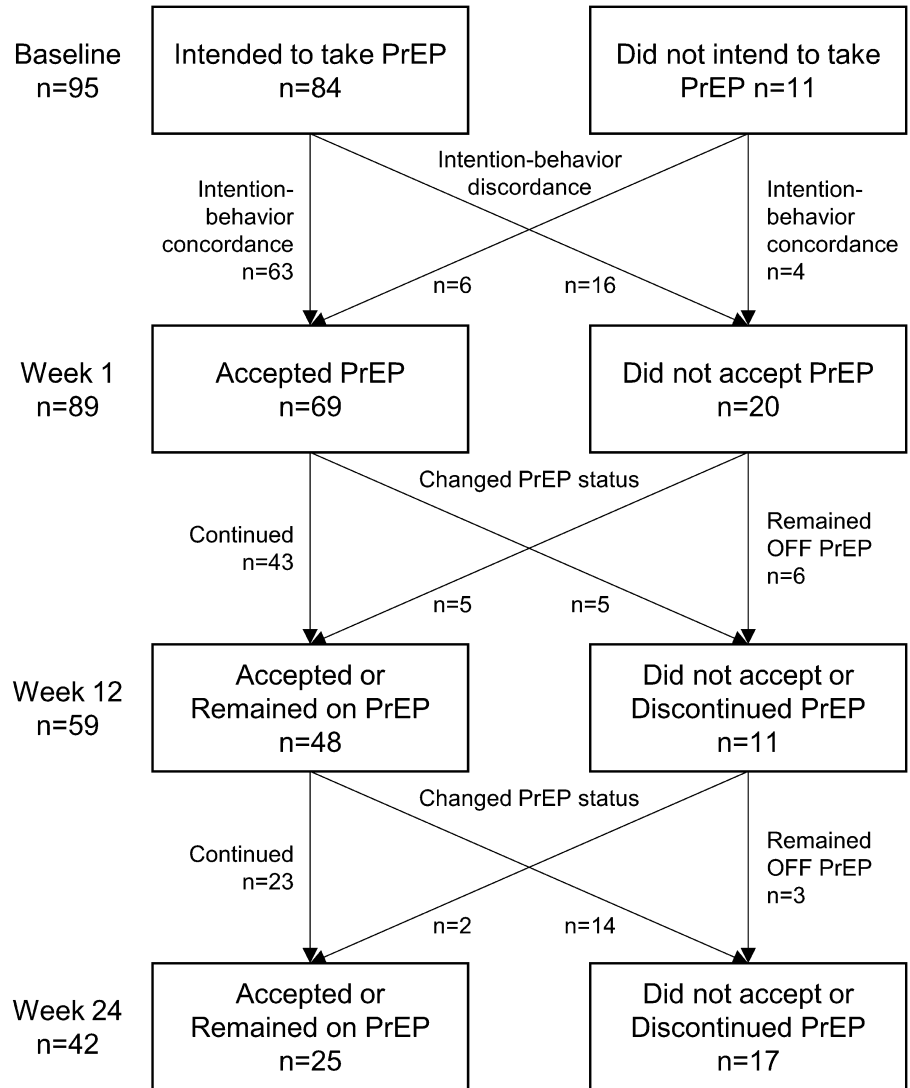 Baseline
n=95
Intended to take PrEP
n=84
Did not intend to take
PrEP n=11
Intention-
behavior
concordance
n=63
Intention-behavior
discordance
n=6
n=16
Intention-
behavior
concordance
n=4
Week 1
n=89
Accepted PrEP
n=69
Did not accept PrEP
n=20
Continued
n=43
Changed PrEP status
n=5
n=5
Remained
OFF PrEP
n=6
Week 12
n=59
Accepted or
Remained on PrEP
n=48
Did not accept or
Discontinued PrEP
n=11
Continued
n=23
Changed PrEP status
n=2
n=14
Remained
OFF PrEP
n=3
Week 24
n=42
Accepted or
Remained on PrEP
n=25
Did not accept or
Discontinued PrEP
n=17